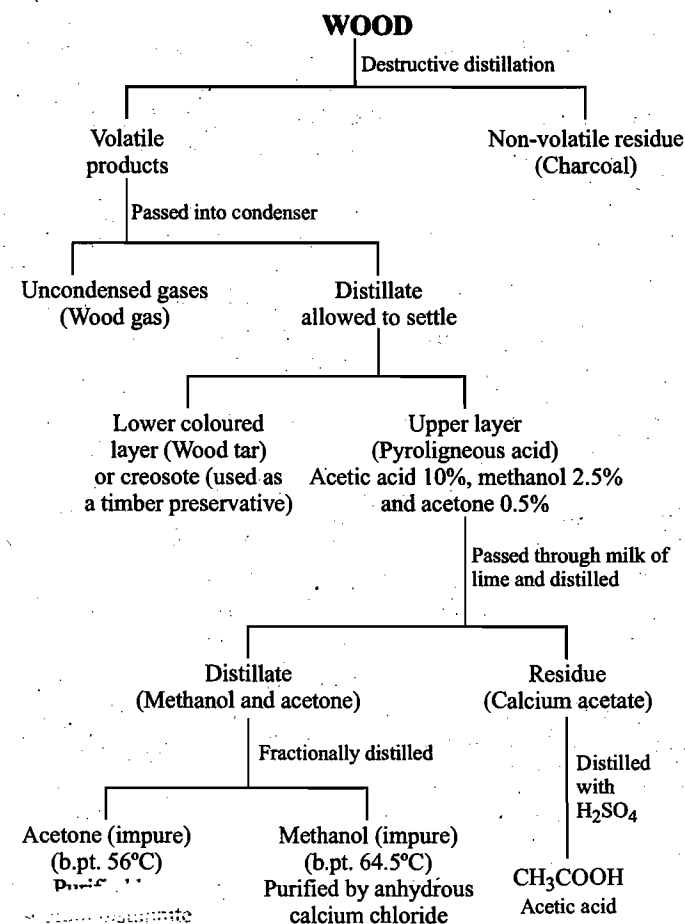 WOOD
Destructive distillation
Volatile
products
Non-volatile residue
(Charcoal)
Passed into condenser
Uncondensed gases
(Wood gas)
Distillate
allowed to settle
Lower coloured
layer (Wood tar)
or creosote (used as
a timber preservative)
Upper layer
(Pyroligneous acid)
Acetic acid 10%, methanol 2.5%
and acetone 0.5%
Passed through milk of
lime and distilled
Distillate
(Methanol and acetone)
Residue
(Calcium acetate)
Fractionally distilled
Distilled
with
H₂SO₄
Acetone (impure)
(b.pt. 56ºC)
Methanol (impure)
(b.pt. 64.5ºC)
Purified by anhydrous
calcium chloride
CH₃COOH
Acetic acid